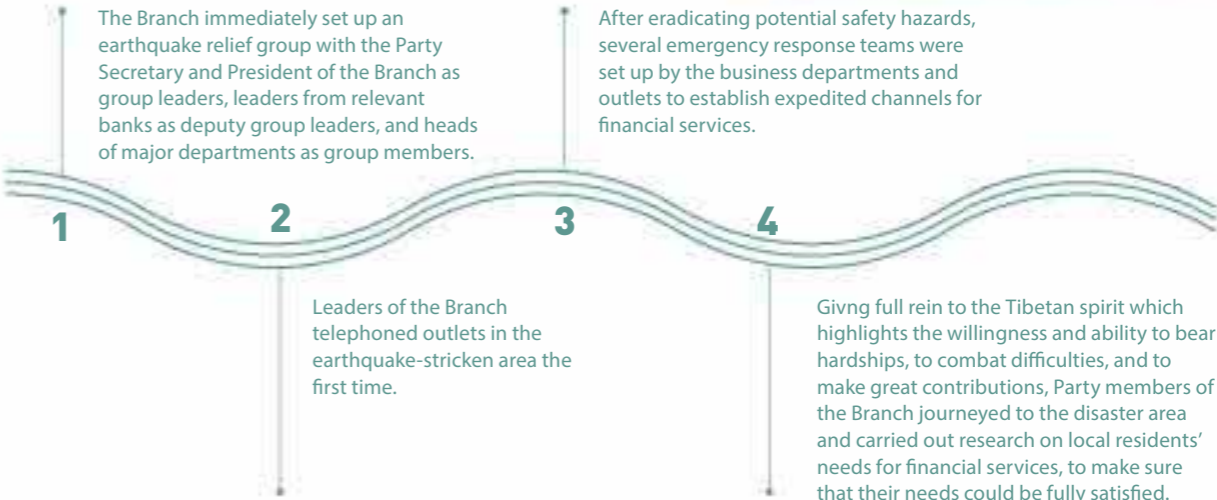 The Branch immediately set up an
earthquake relief group with the Party
Secretary and President of the Branch as
group leaders, leaders from relevant
banks as deputy group leaders, and heads
of major departments as group members.
1
2
Leaders of the Branch
telephoned outlets in the
earthquake-stricken area the
first time.
After eradicating potential safety hazards,
several emergency response teams were
set up by the business departments and
outlets to establish expedited channels for
financial services.
3
4
Givng full rein to the Tibetan spirit which
highlights the willingness and ability to bear
hardships, to combat difficulties, and to
make great contributions, Party members of
the Branch journeyed to the disaster area
and carried out research on local residents'
needs for financial services, to make sure
that their needs could be fully satisfied.